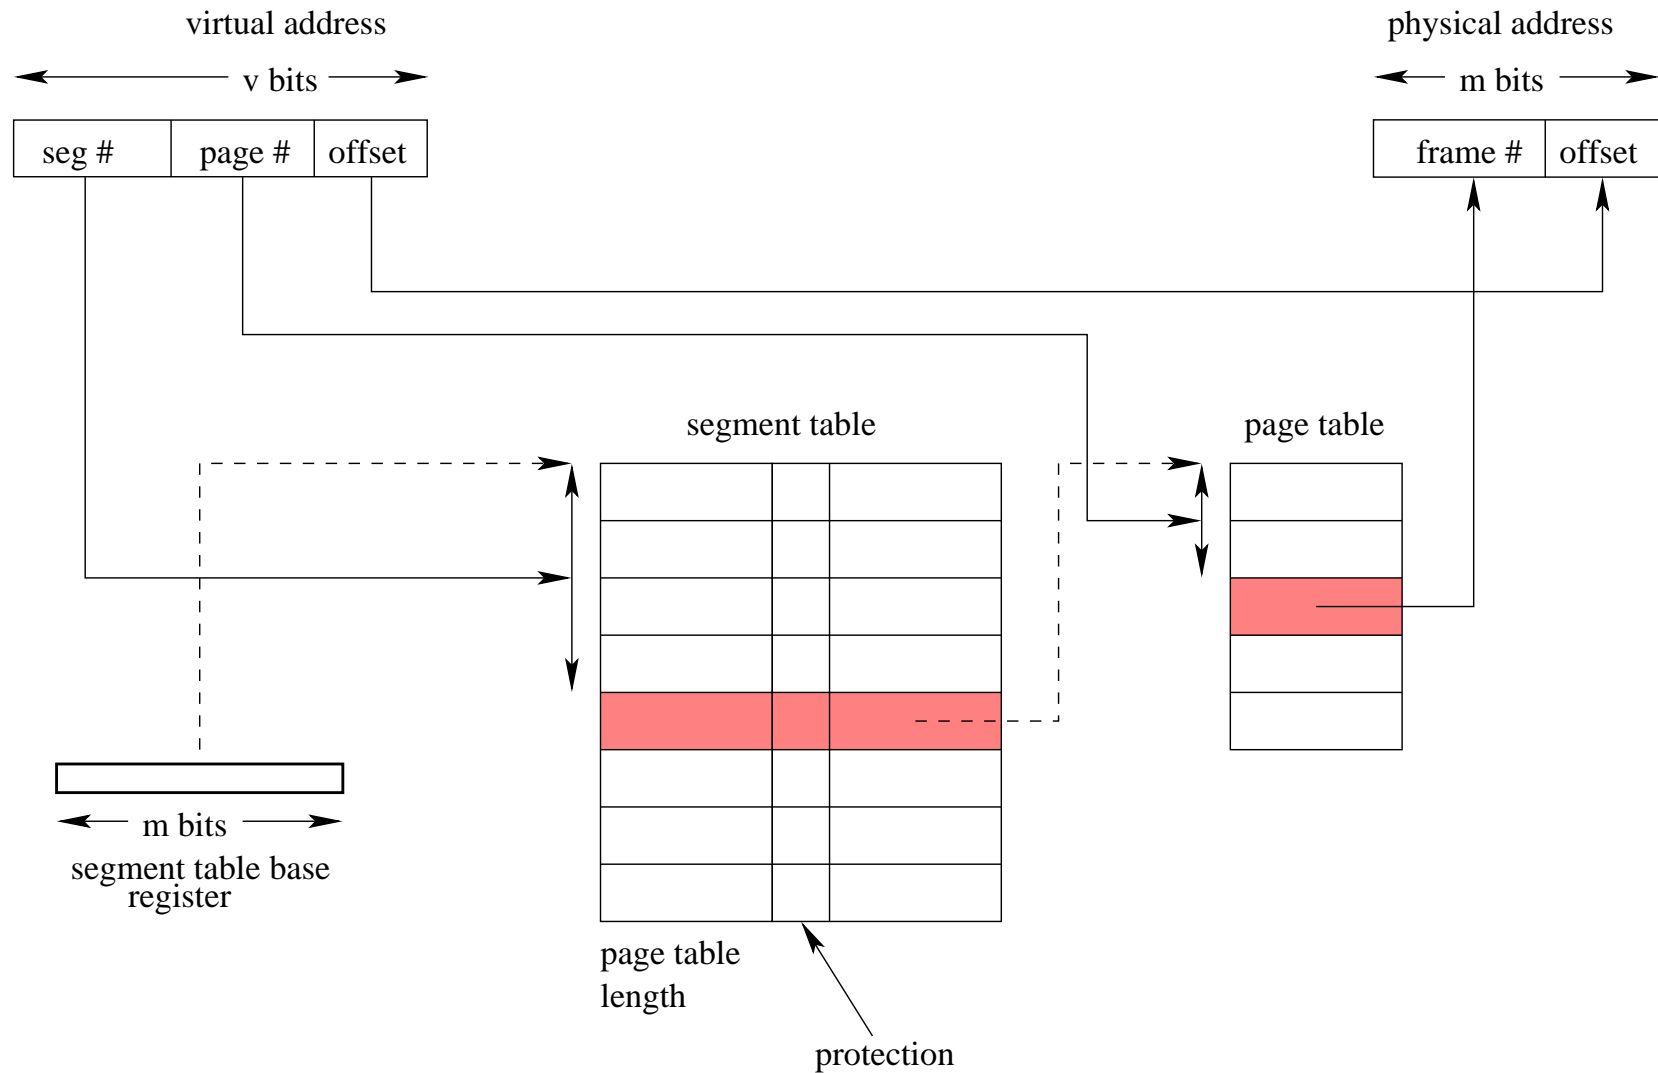 virtual address
physical address
v bits
m bits
seg #
page #
offset
frame #
offset
segment table
page table
m bits
segment table base
register
page table
length
protection